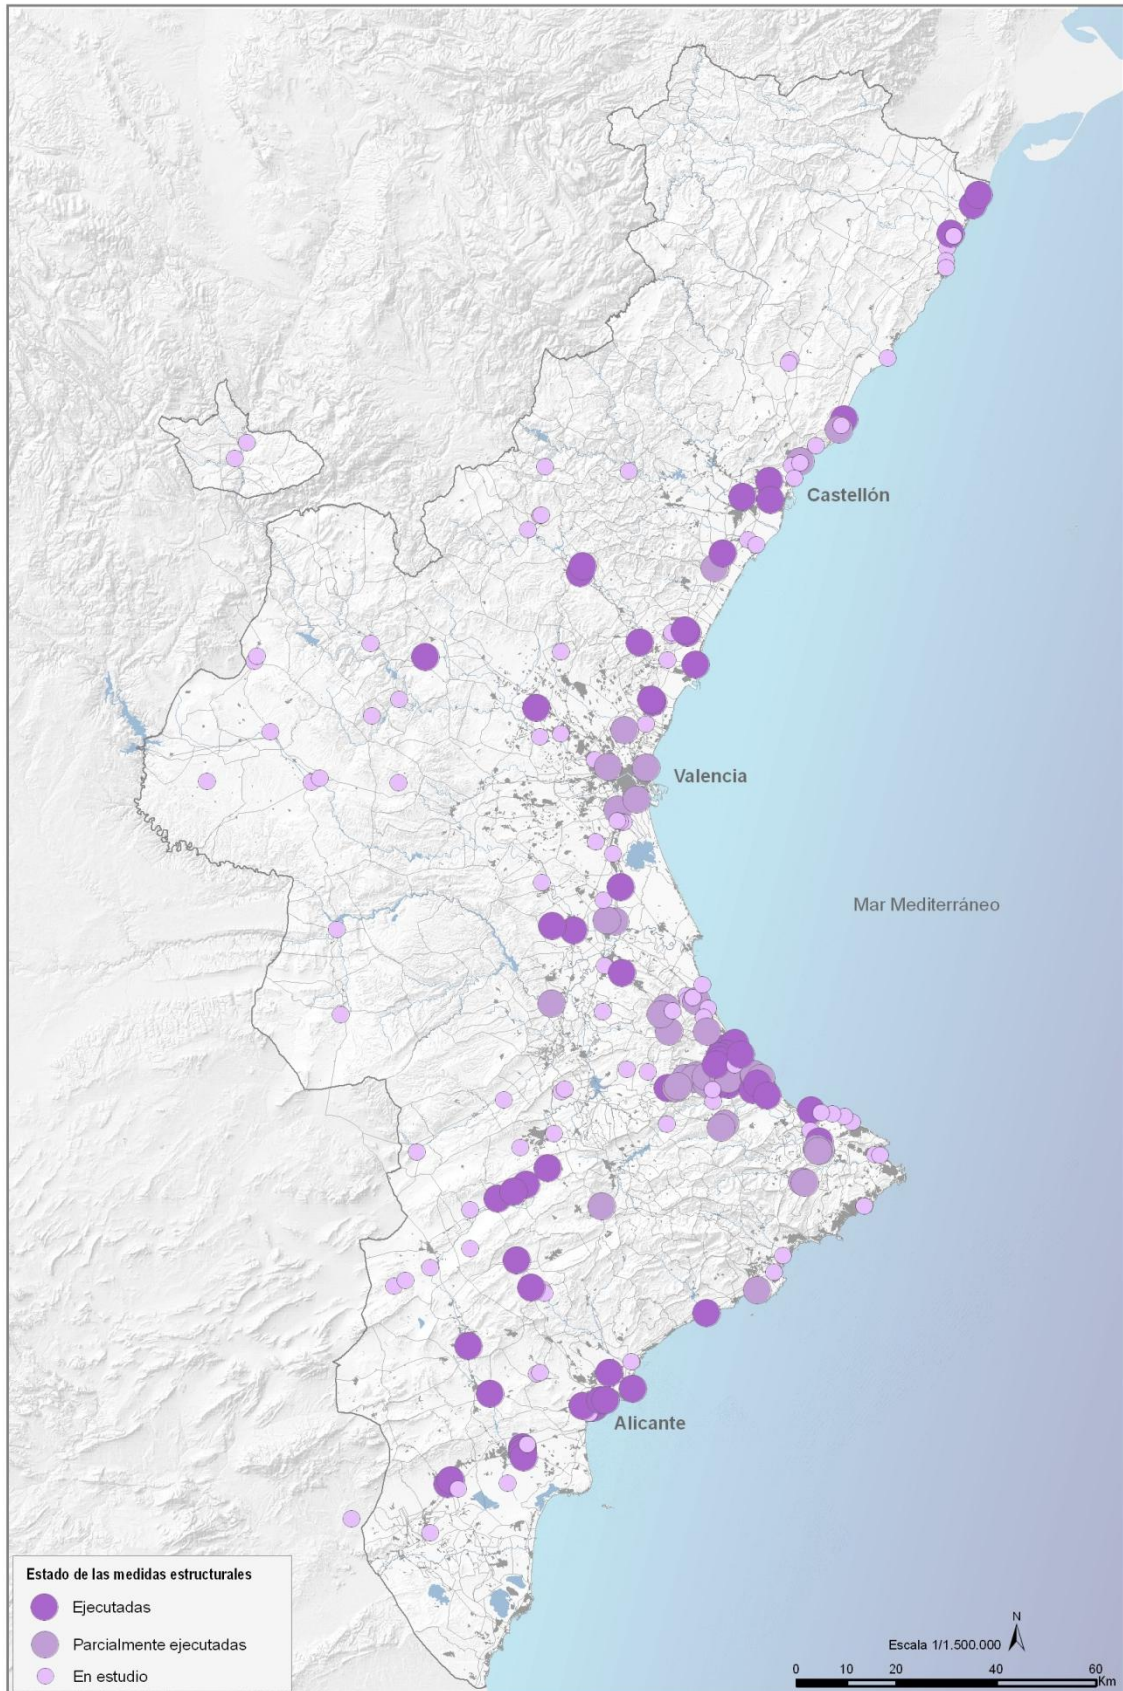 Castellón
Valencia
Mar Mediterráneo
Alicante
Estado de las medidas estructurales
Ejecutadas
Parcialmente ejecutadas
En estudio
N
Escala 1/1.500.000
0 10 20 40 60
Km